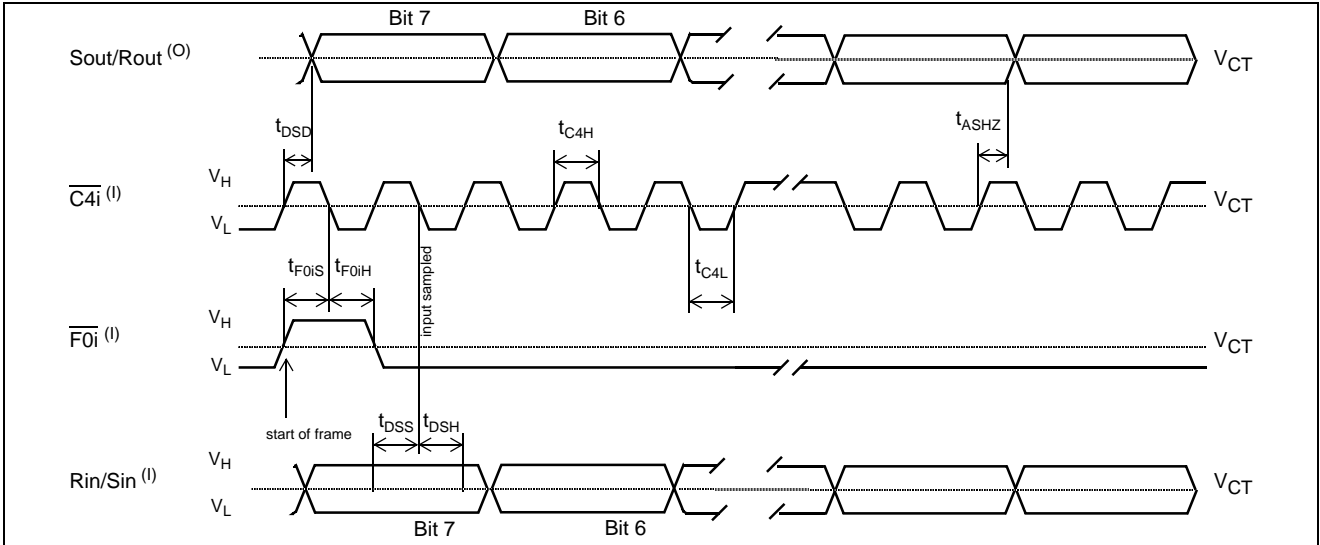 Bit 7 Bit 6
Sout/Rout (O) VCT
tDSD tC4H tASHZ
VH
C4i (I) VCT
VL
tF0iS tF0iH input sampled tC4L
VH
F0i (I) VCT
VL
start of frame tDSS tDSH
VH
Rin/Sin (I) VCT
VL
Bit 7 Bit 6